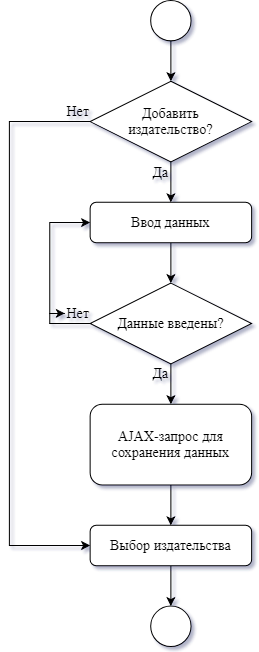 Нет
Добавить
издательство?
Да
Ввод данных
Нет
Данные введены?
Да
AJAX-запрос для
сохранения данных
Выбор издательства